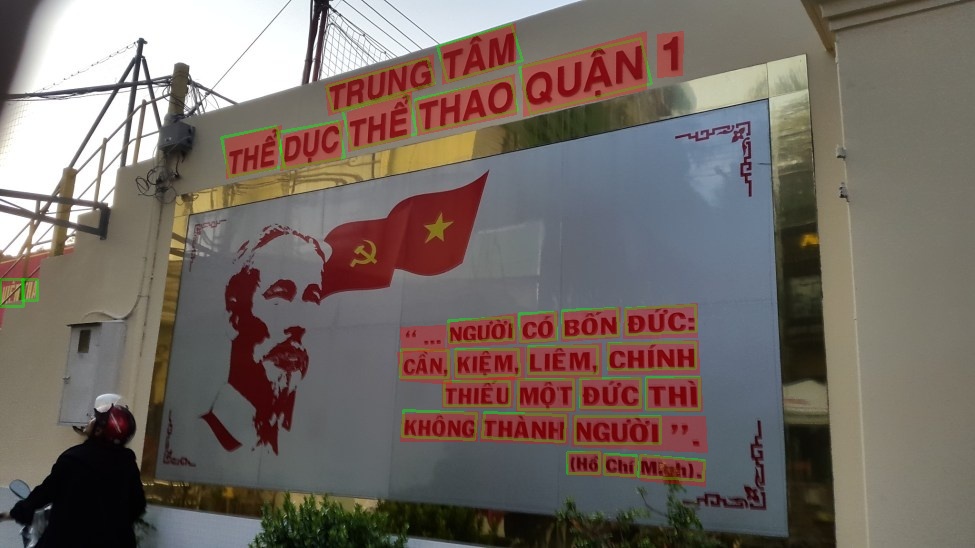 TRUNG TÂM
THỂ DỤC THỂ THAO QUẬN 1
“ ... NGƯỜI CÓ BỐN ĐỨC:
CẦN, KIỆM, LIÊM, CHÍNH
THIẾU MỘT ĐỨC THÌ
KHÔNG THÀNH NGƯỜI ”.
(Hồ Chí Minh).